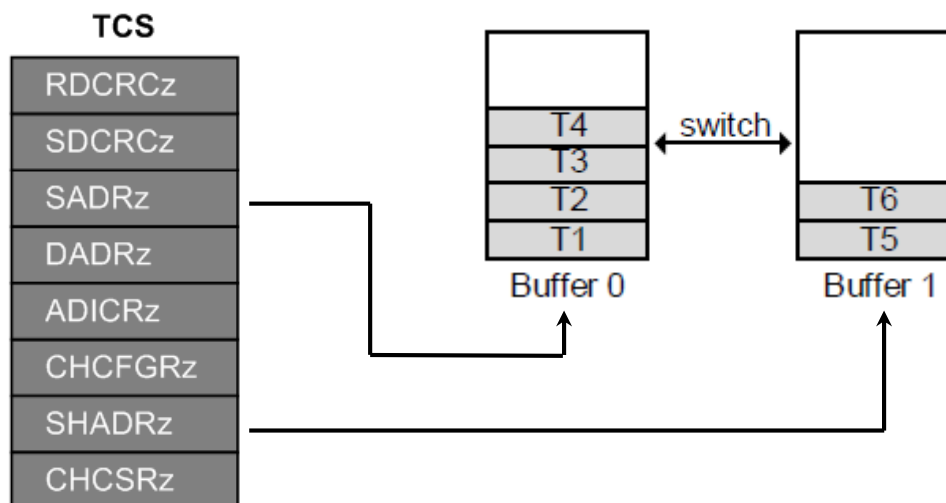 TCS
RDCRCz
SDCRCz
SADRz
DADRz
ADICRz
CHCFGRz
SHADRz
CHCSRz
T4
T3
T2
T1
Buffer 0
switch
T6
T5
Buffer 1